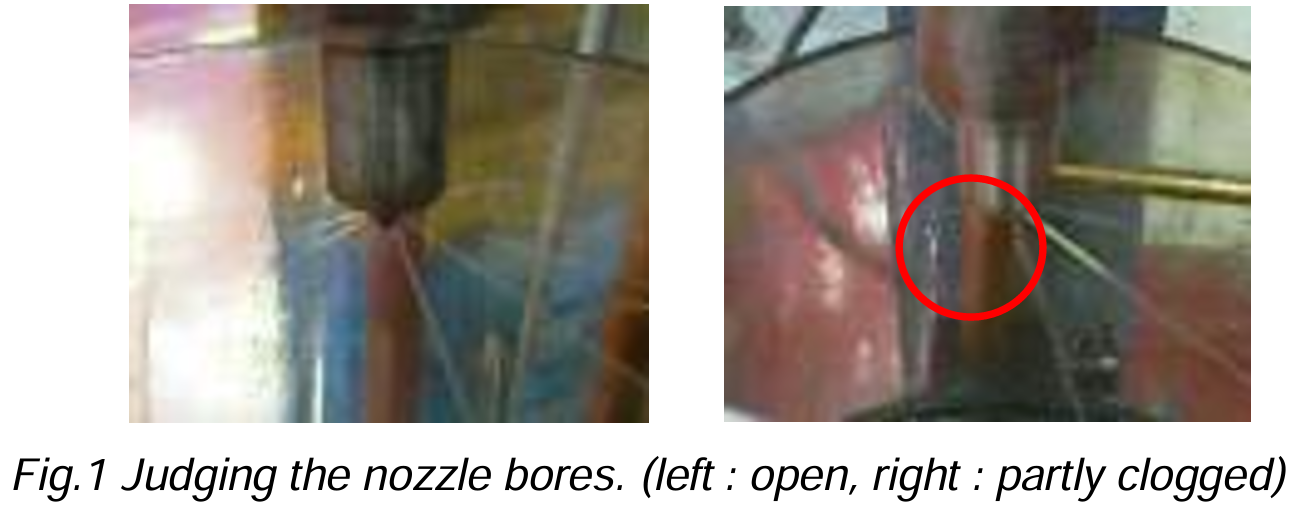 Fig.1 Judging the nozzle bores. (left : open, right : partly clogged)